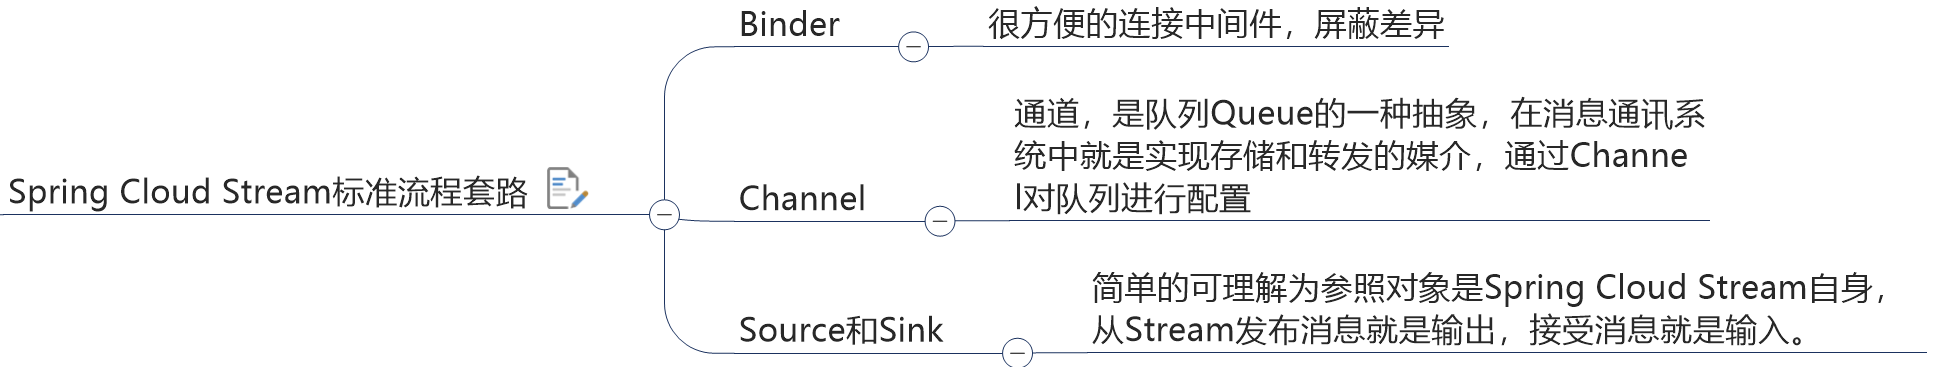 Binder
很方便的连接中间件，屏蔽差异
通道，是队列Queue的一种抽象，在消息通讯系
统中就是实现存储和转发的媒介，通过Channe
l对队列进行配置
Spring Cloud Stream标准流程套路
Channel
简单的可理解为参照对象是Spring Cloud Stream自身，
从Stream发布消息就是输出，接受消息就是输入。
Source和Sink